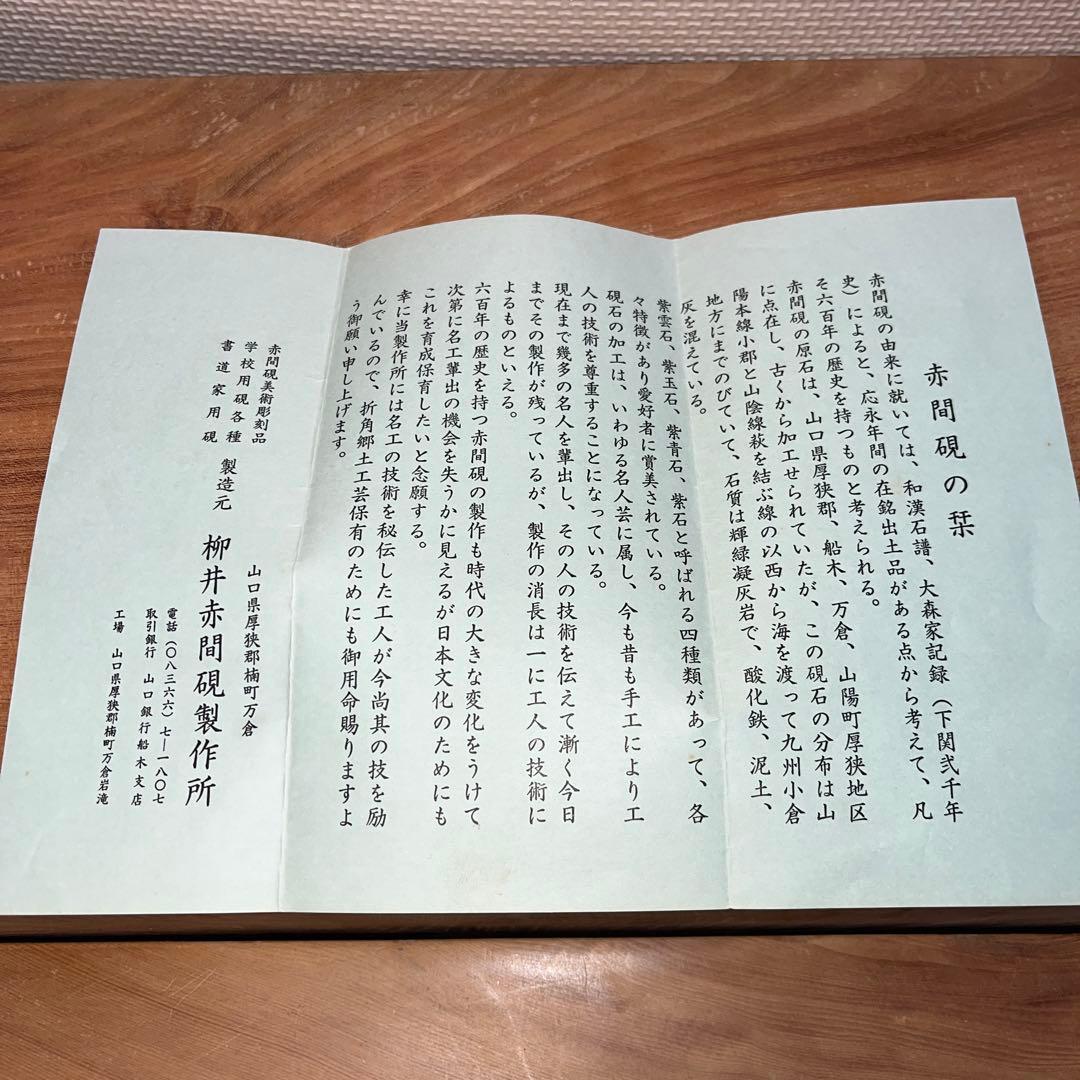 赤間硯の栞
赤間硯の由来に就いては、和漢石譜、大森家記録（下関弐千年
史）によると、応永年間の在銘出土品がある点から考えて、凡
そ六百年の歴史を持つものと考えられる。
赤間硯の原石は、山口県厚狭郡、船木、万倉、山陽町厚狭地区
に点在し、古くから加工せられていたが、この硯石の分布は山
陽本線小郡と山陰線萩を結ぶ線の以西から海を渡って九州小倉
地方にまでのびていて、石質は輝緑凝灰岩で、酸化鉄、泥土、
灰を混えている。
紫雲石、紫玉石、紫青石、紫石と呼ばれる四種類があって、各
々特徴があり愛好者に賞美されている。
硯石の加工は、いわゆる名人芸に属し、今も昔も手工により工
人の技術を尊重することになっている。
現在まで幾多の名人を輩出し、その人の技術を伝えて漸く今日
までその製作が残っているが、製作の消長は一に工人の技術に
よるものといえる。
六百年の歴史を持つ赤間硯の製作も時代の大きな変化をうけて
次第に名工輩出の機会を失うかに見えるが日本文化のためにも
これを育成保育したいと念願する。
幸に当製作所には名工の技術を秘伝した工人が今尚其の技を励
んでいるので、折角郷土工芸保有のためにも御用命賜りますよ
う御願い申し上げます。
赤間硯美術彫刻品
学校用硯各種 製造元
書道家用硯
山口県厚狭郡楠町万倉
柳井赤間硯製作所
電話（〇八三六六）七―一八〇七
取引銀行 山口銀行船木支店
工場 山口県厚狭郡楠町万倉岩滝